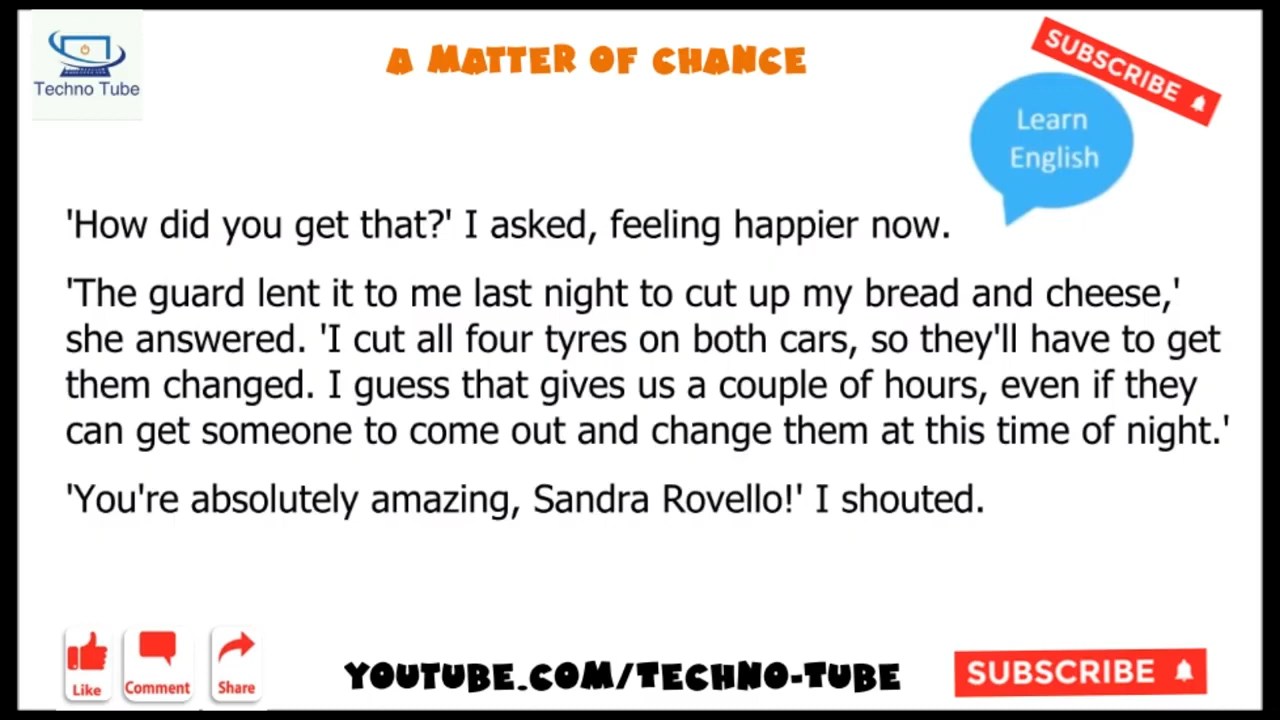 Techno Tube
A MATTER OF CHANCE
SUBSCRIBE
Learn
English
'How did you get that?' I asked, feeling happier now.
'The guard lent it to me last night to cut up my bread and cheese,'
she answered. 'I cut all four tyres on both cars, so they'll have to get
them changed. I guess that gives us a couple of hours, even if they
can get someone to come out and change them at this time of night.'
'You're absolutely amazing, Sandra Rovello!' I shouted.
Like
Comment
Share
YOUTUBE.COM/TECHNO-TUBE
SUBSCRIBE